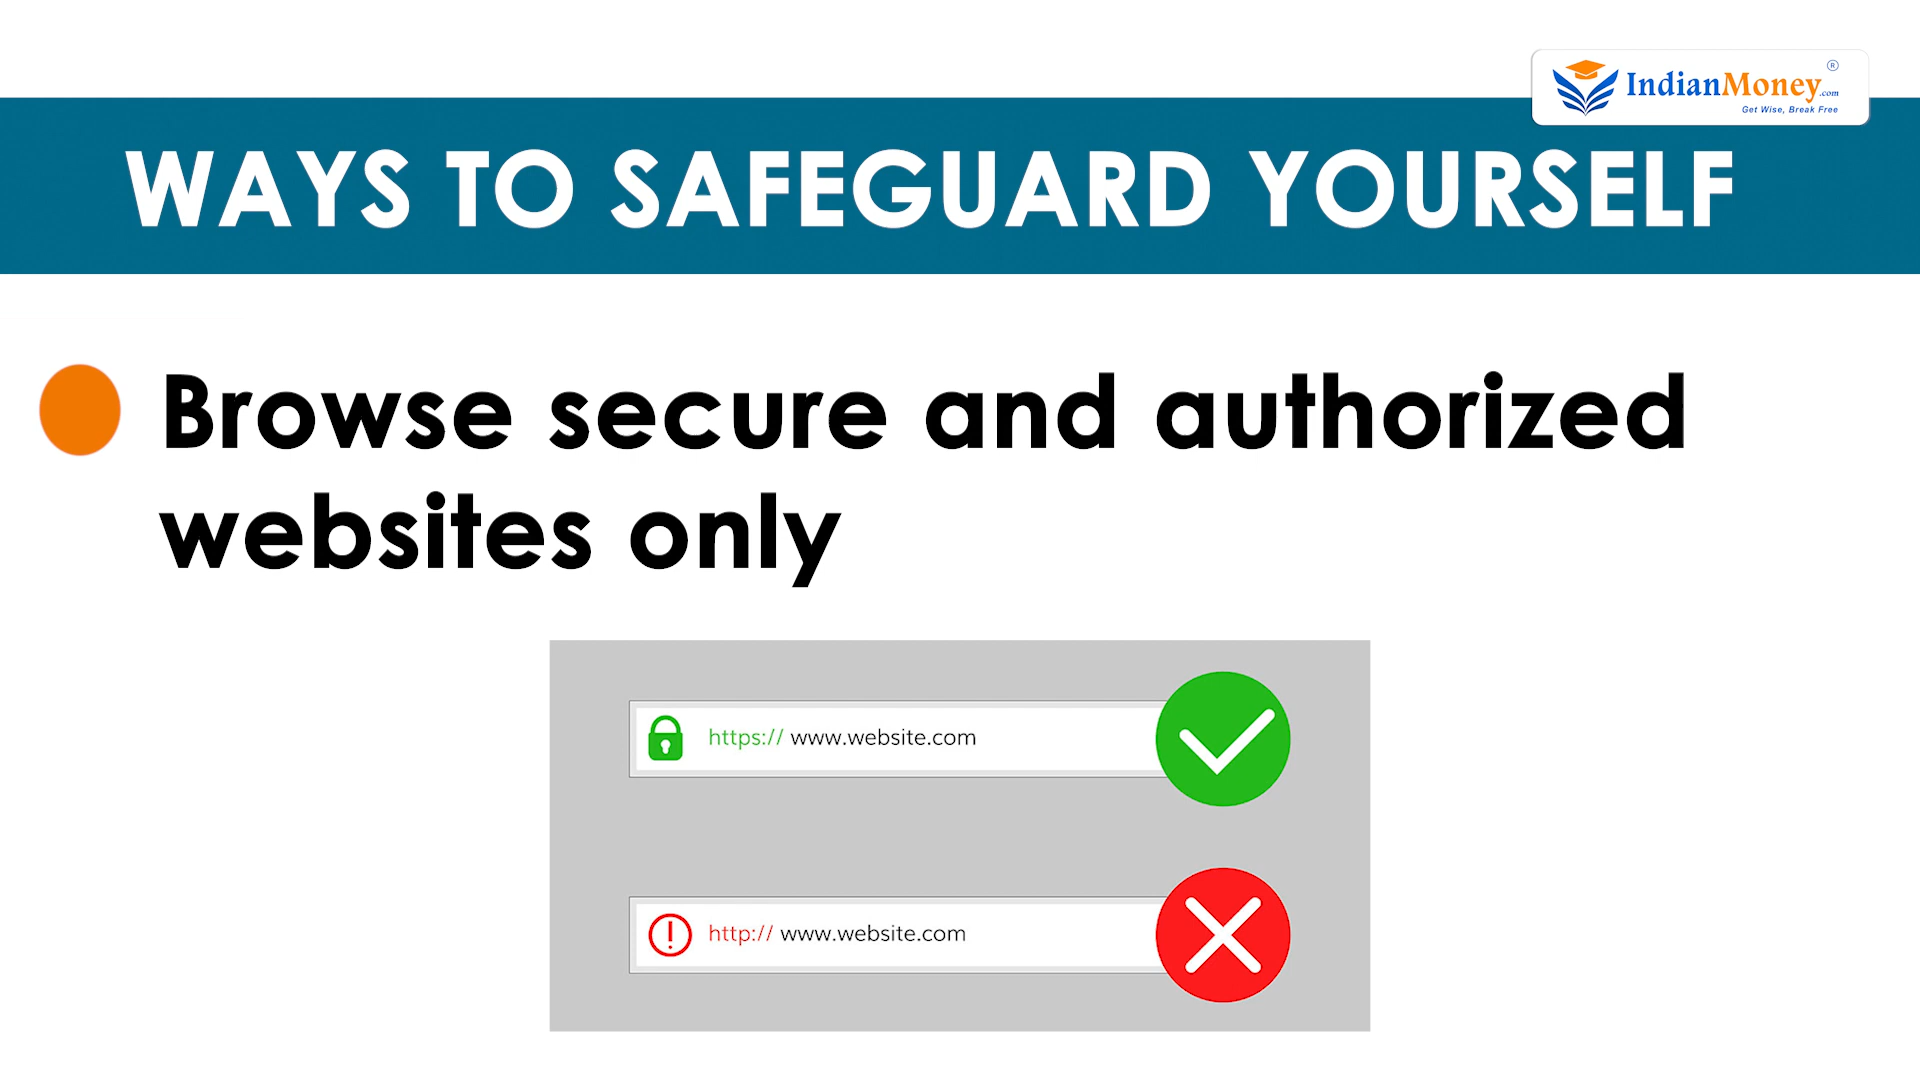 IndianMoney.com ®
Get Wise, Break Free
WAYS TO SAFEGUARD YOURSELF
Browse secure and authorized
websites only
https:// www.website.com
http:// www.website.com